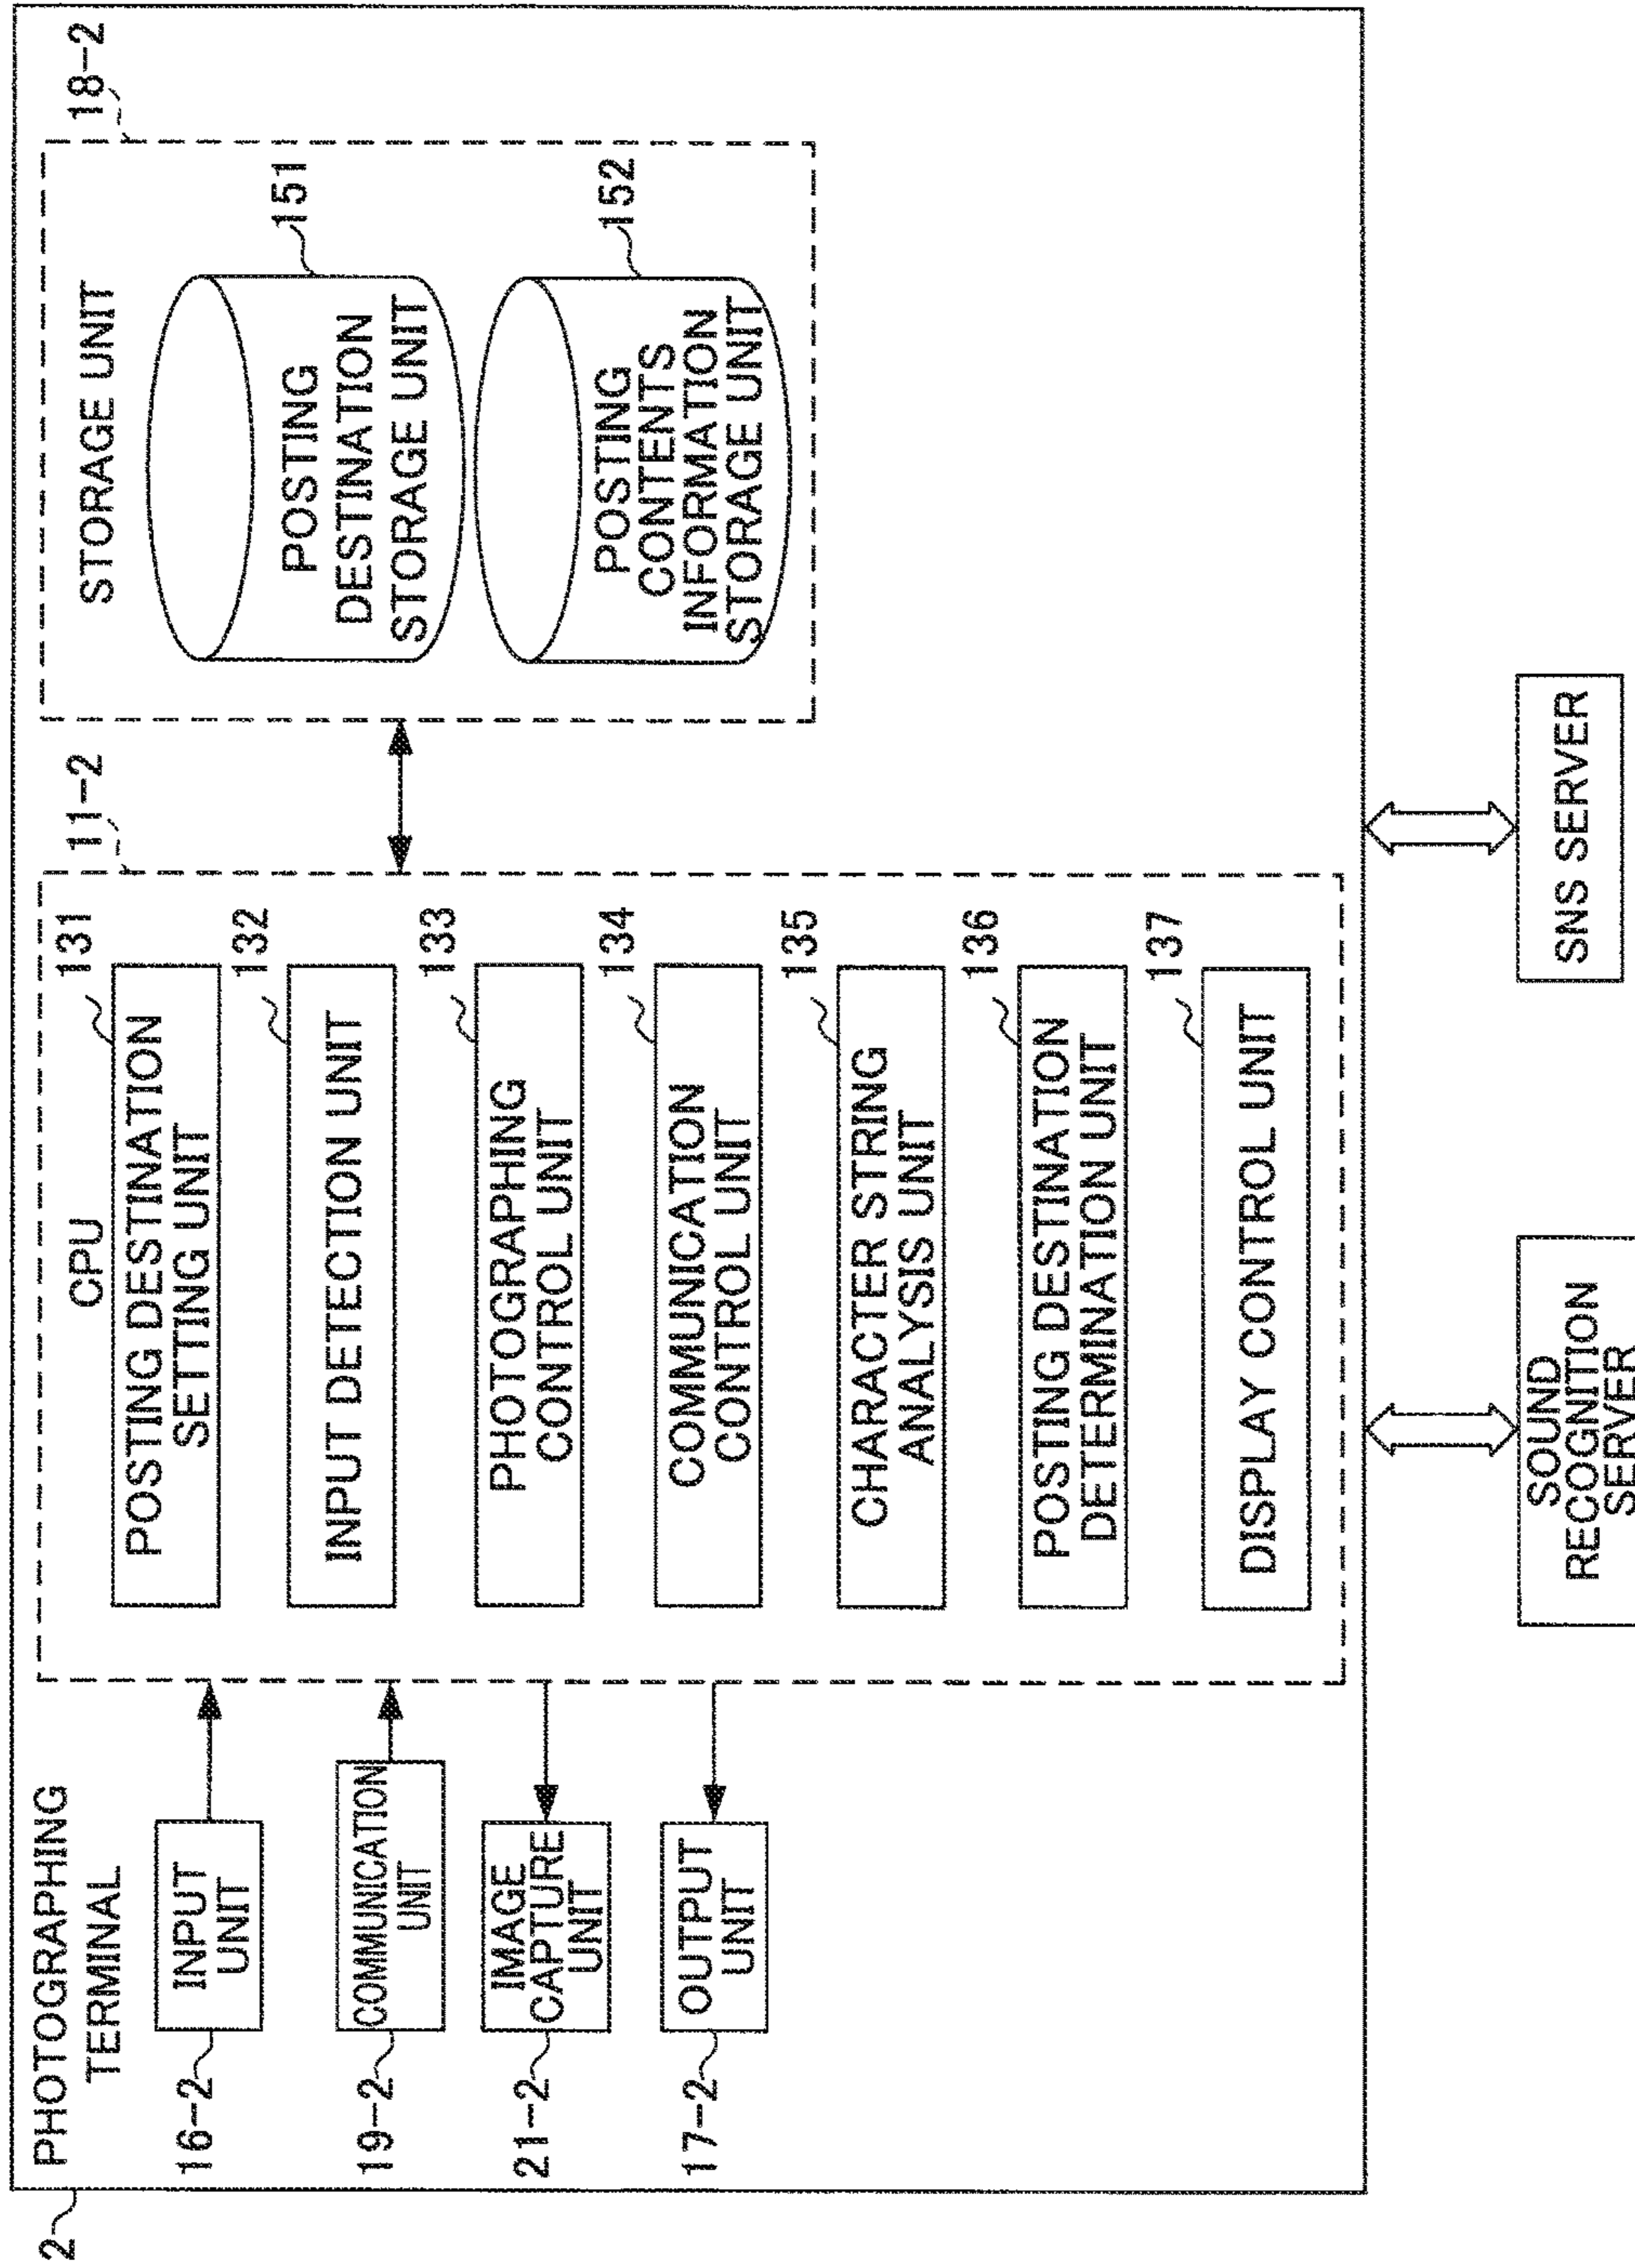 2
PHOTOGRAPHING
TERMINAL
16-2
INPUT
UNIT
19-2
COMMUNICATION
UNIT
21-2
IMAGE
CAPTURE
UNIT
17-2
OUTPUT
UNIT
11-2
CPU
131
POSTING DESTINATION
SETTING UNIT
132
INPUT DETECTION UNIT
133
PHOTOGRAPHING
CONTROL UNIT
134
COMMUNICATION
CONTROL UNIT
135
CHARACTER STRING
ANALYSIS UNIT
136
POSTING DESTINATION
DETERMINATION UNIT
137
DISPLAY CONTROL UNIT
18-2
STORAGE UNIT
151
POSTING
DESTINATION
STORAGE UNIT
152
POSTING
CONTENTS
INFORMATION
STORAGE UNIT
SOUND
RECOGNITION
SERVER
SNS SERVER